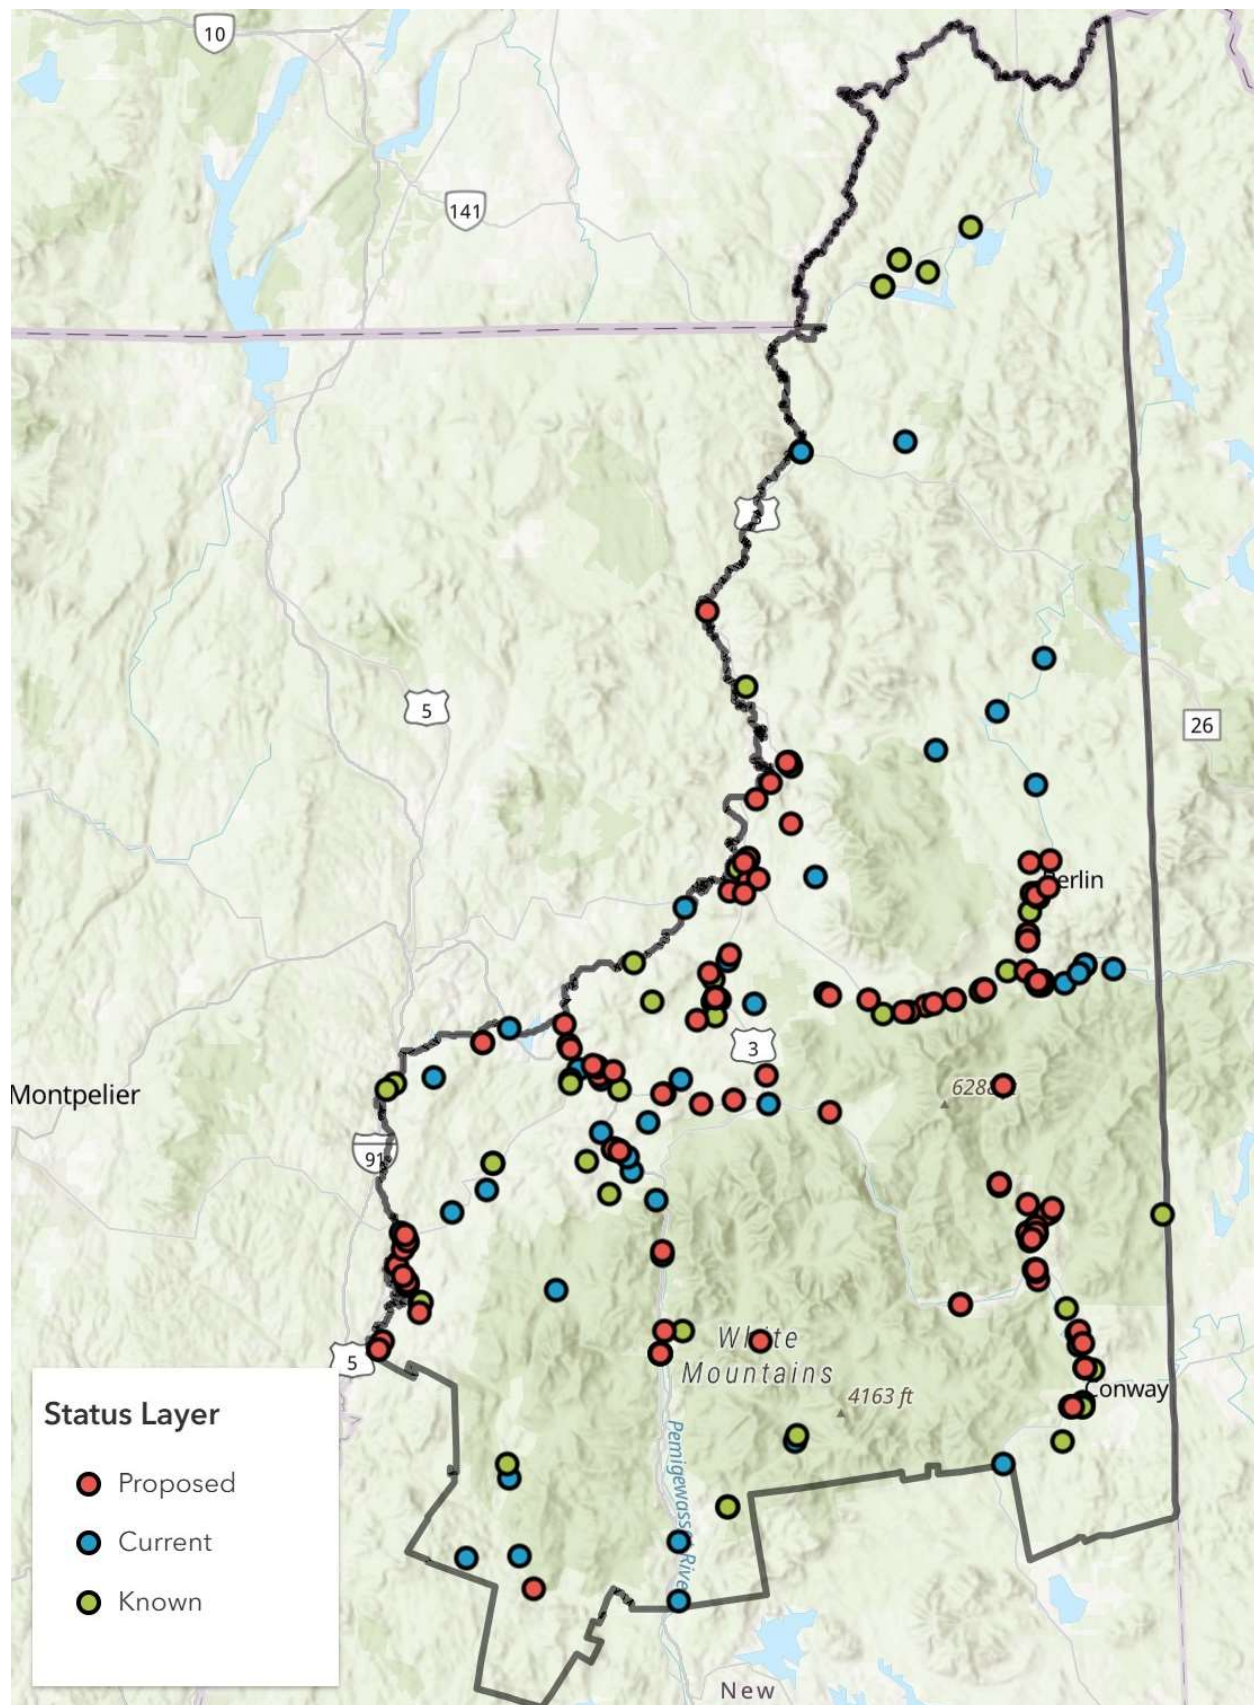 10
141
5
26
Berlin
3
6288
Montpelier
91
5
White
Mountains
Conway
4163 ft
Pemigewasset River
Status Layer
Proposed
Current
Known
New